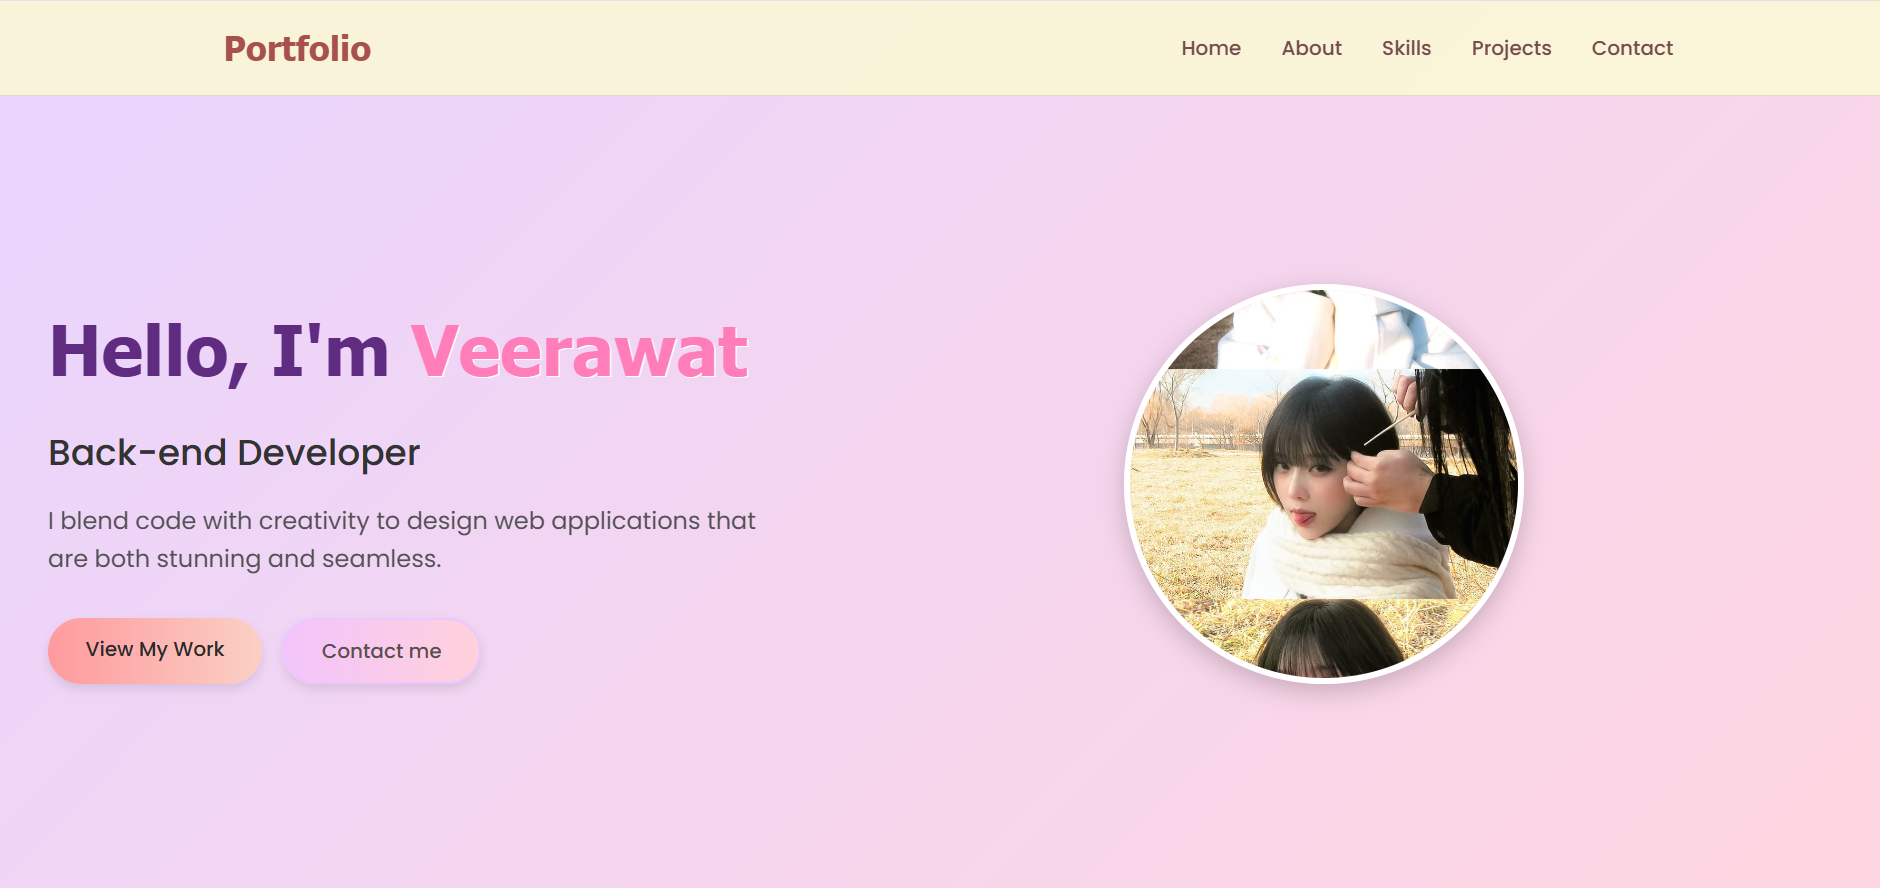 Portfolio
Home About Skills Projects Contact
Hello, I'm Veerawat
Back-end Developer
I blend code with creativity to design web applications that
are both stunning and seamless.
View My Work Contact me